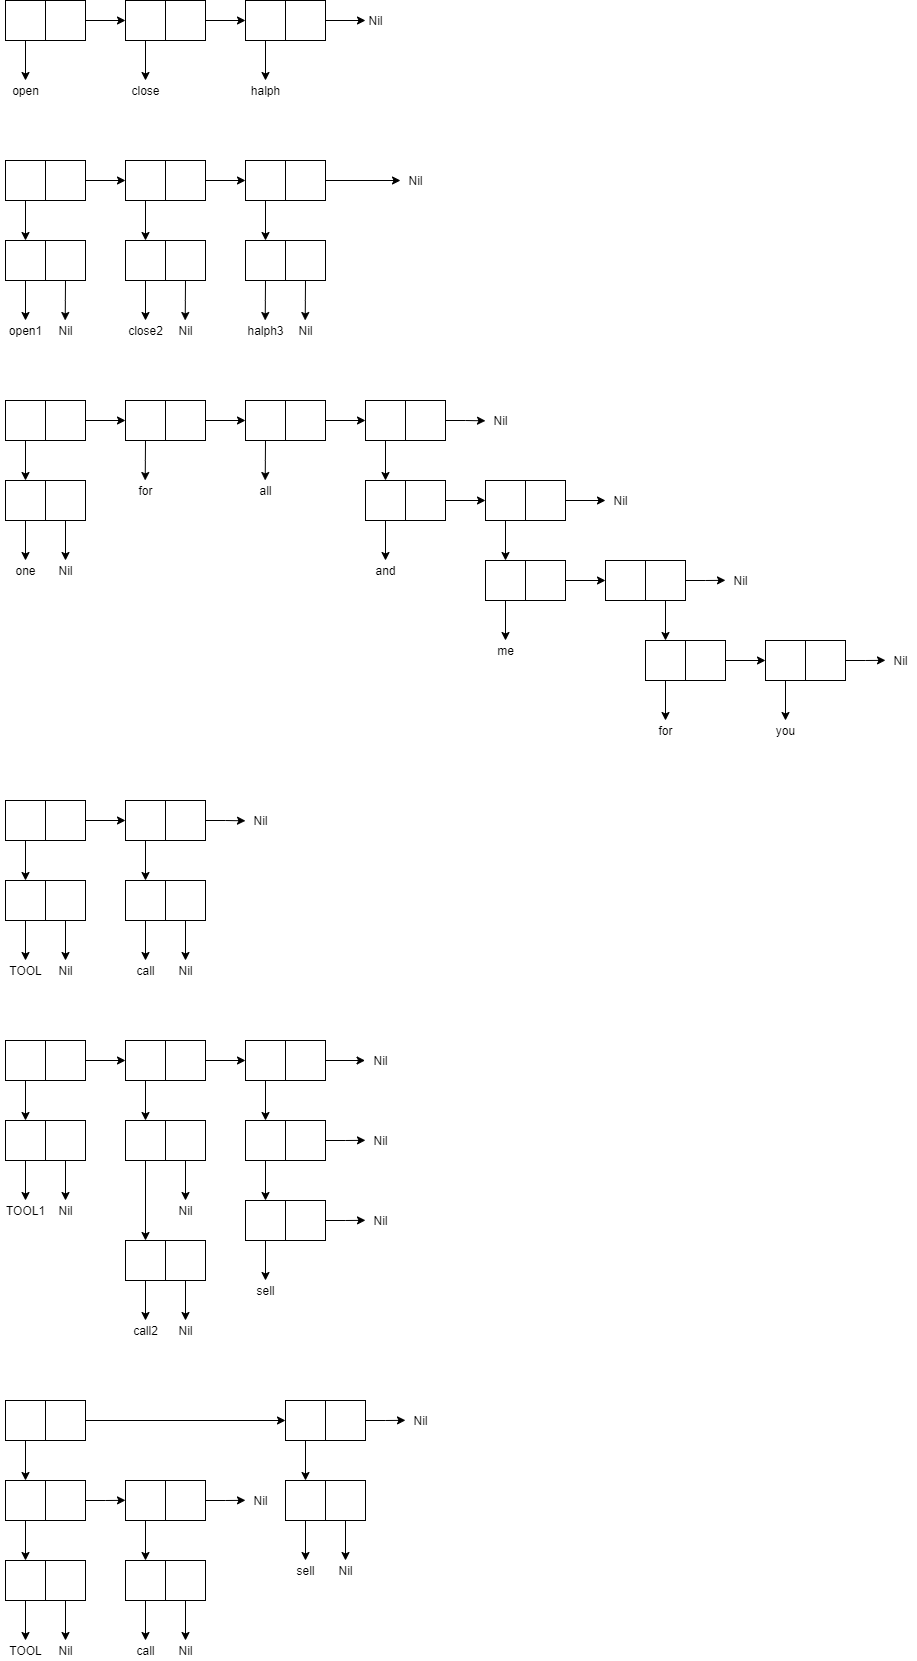 Nil
open close halph
Nil
open1 Nil close2 Nil halph3 Nil
Nil
for all
Nil
one Nil and
Nil
me
Nil
for you
Nil
TOOL Nil call Nil
Nil
Nil
TOOL1 Nil Nil Nil
sell
call2 Nil
Nil
Nil
sell Nil
TOOL Nil call Nil